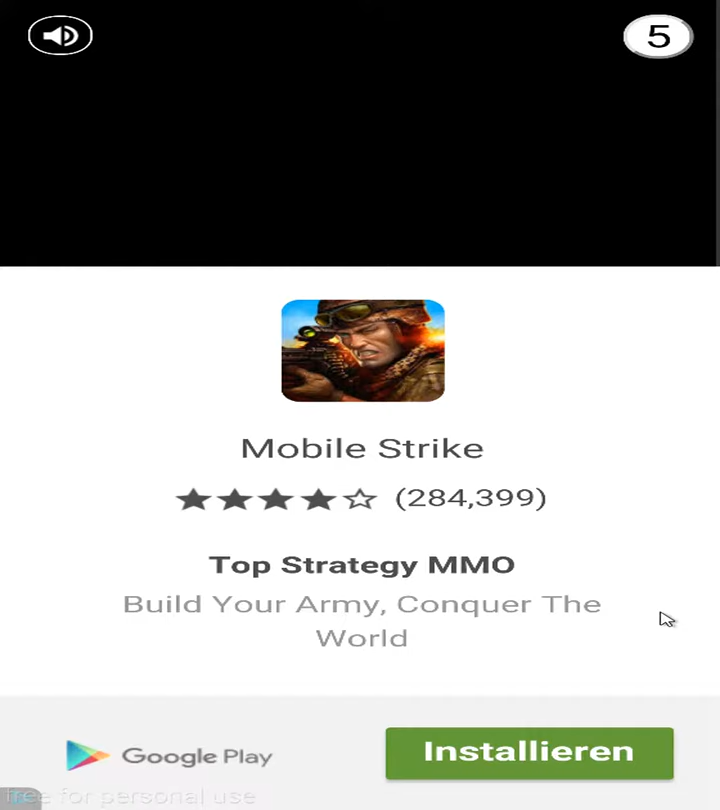 5
Mobile Strike
(284,399)
Top Strategy MMO
Build Your Army, Conquer The
World
Google Play
Installieren
free for personal use